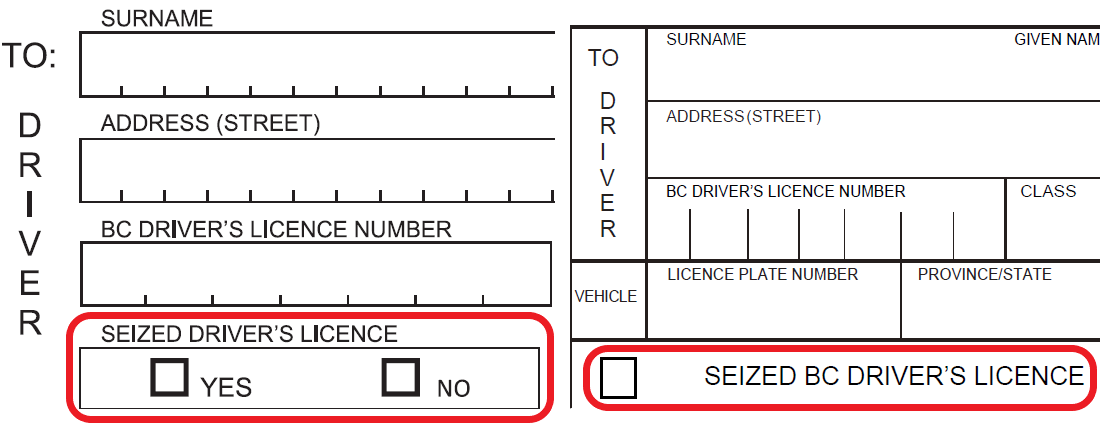 TO:
DRIVER
SURNAME
ADDRESS (STREET)
BC DRIVER'S LICENCE NUMBER
SEIZED DRIVER'S LICENCE
YES NO
TO
DRIVER
SURNAME GIVEN NAM
ADDRESS (STREET)
BC DRIVER'S LICENCE NUMBER CLASS
VEHICLE
LICENCE PLATE NUMBER PROVINCE/STATE
SEIZED BC DRIVER'S LICENCE